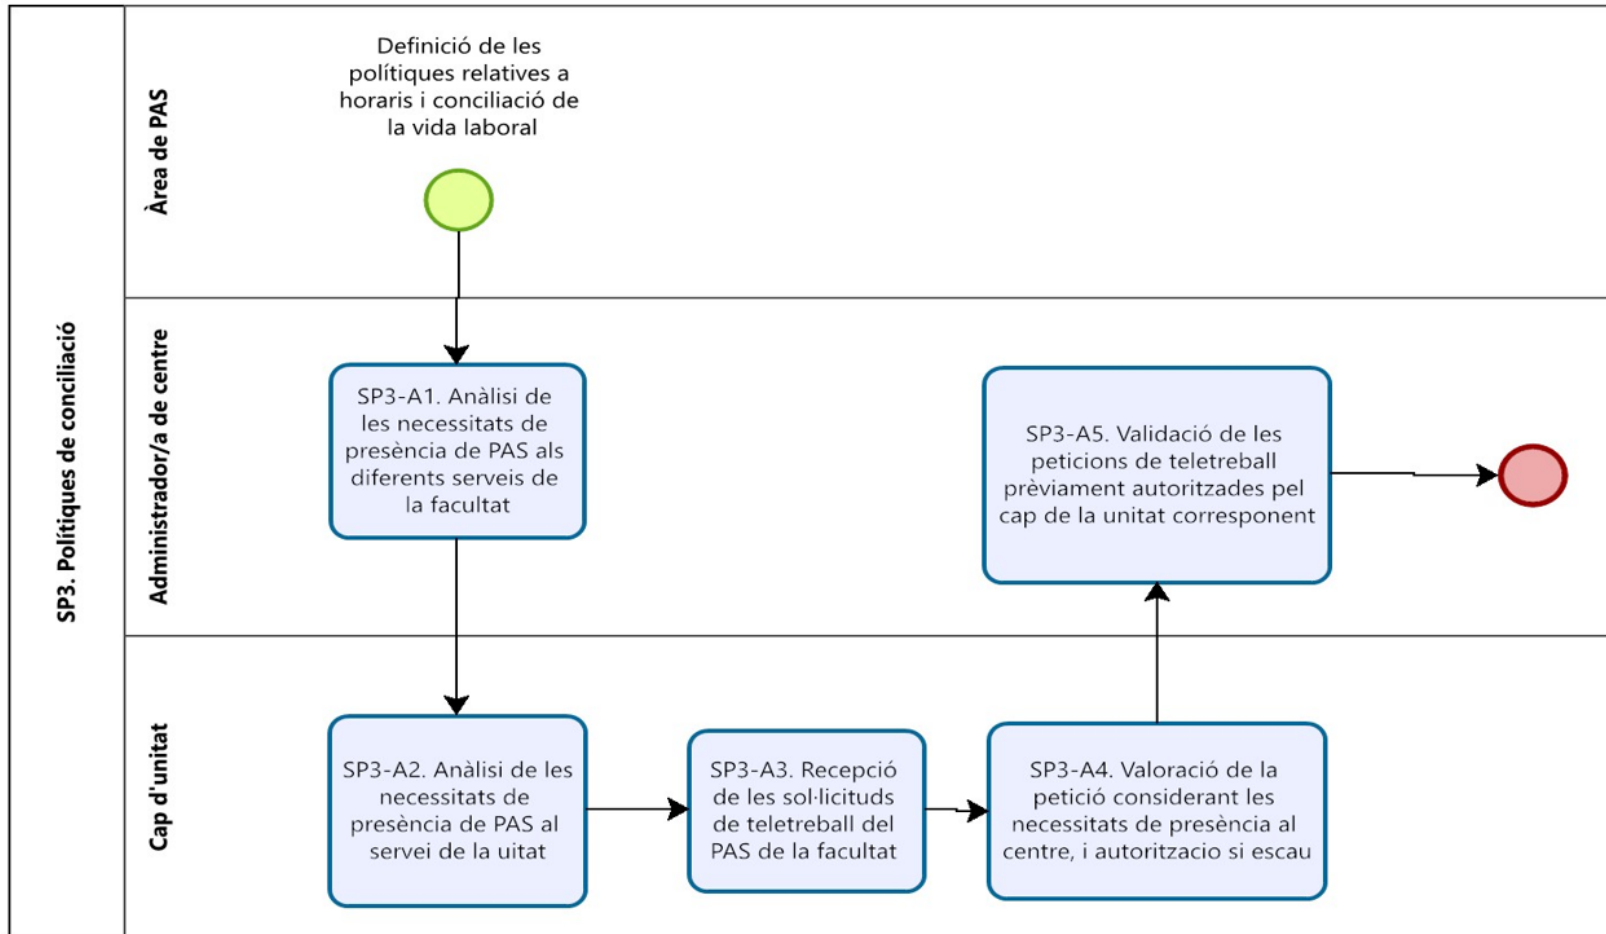 SP3. Polítiques de conciliació
Àrea de PAS
Definició de les
polítiques relatives a
horaris i conciliació de
la vida laboral
Administrador/a de centre
SP3-A1. Anàlisi de
les necessitats de
presència de PAS als
diferents serveis de
la facultat
SP3-A5. Validació de les
peticions de teletreball
prèviament autoritzades pel
cap de la unitat corresponent
Cap d'unitat
SP3-A2. Anàlisi de les
necessitats de
presència de PAS al
servei de la uitat
SP3-A3. Recepció
de les sol·licituds
de teletreball del
PAS de la facultat
SP3-A4. Valoració de la
petició considerant les
necessitats de presència al
centre, i autorització si escau